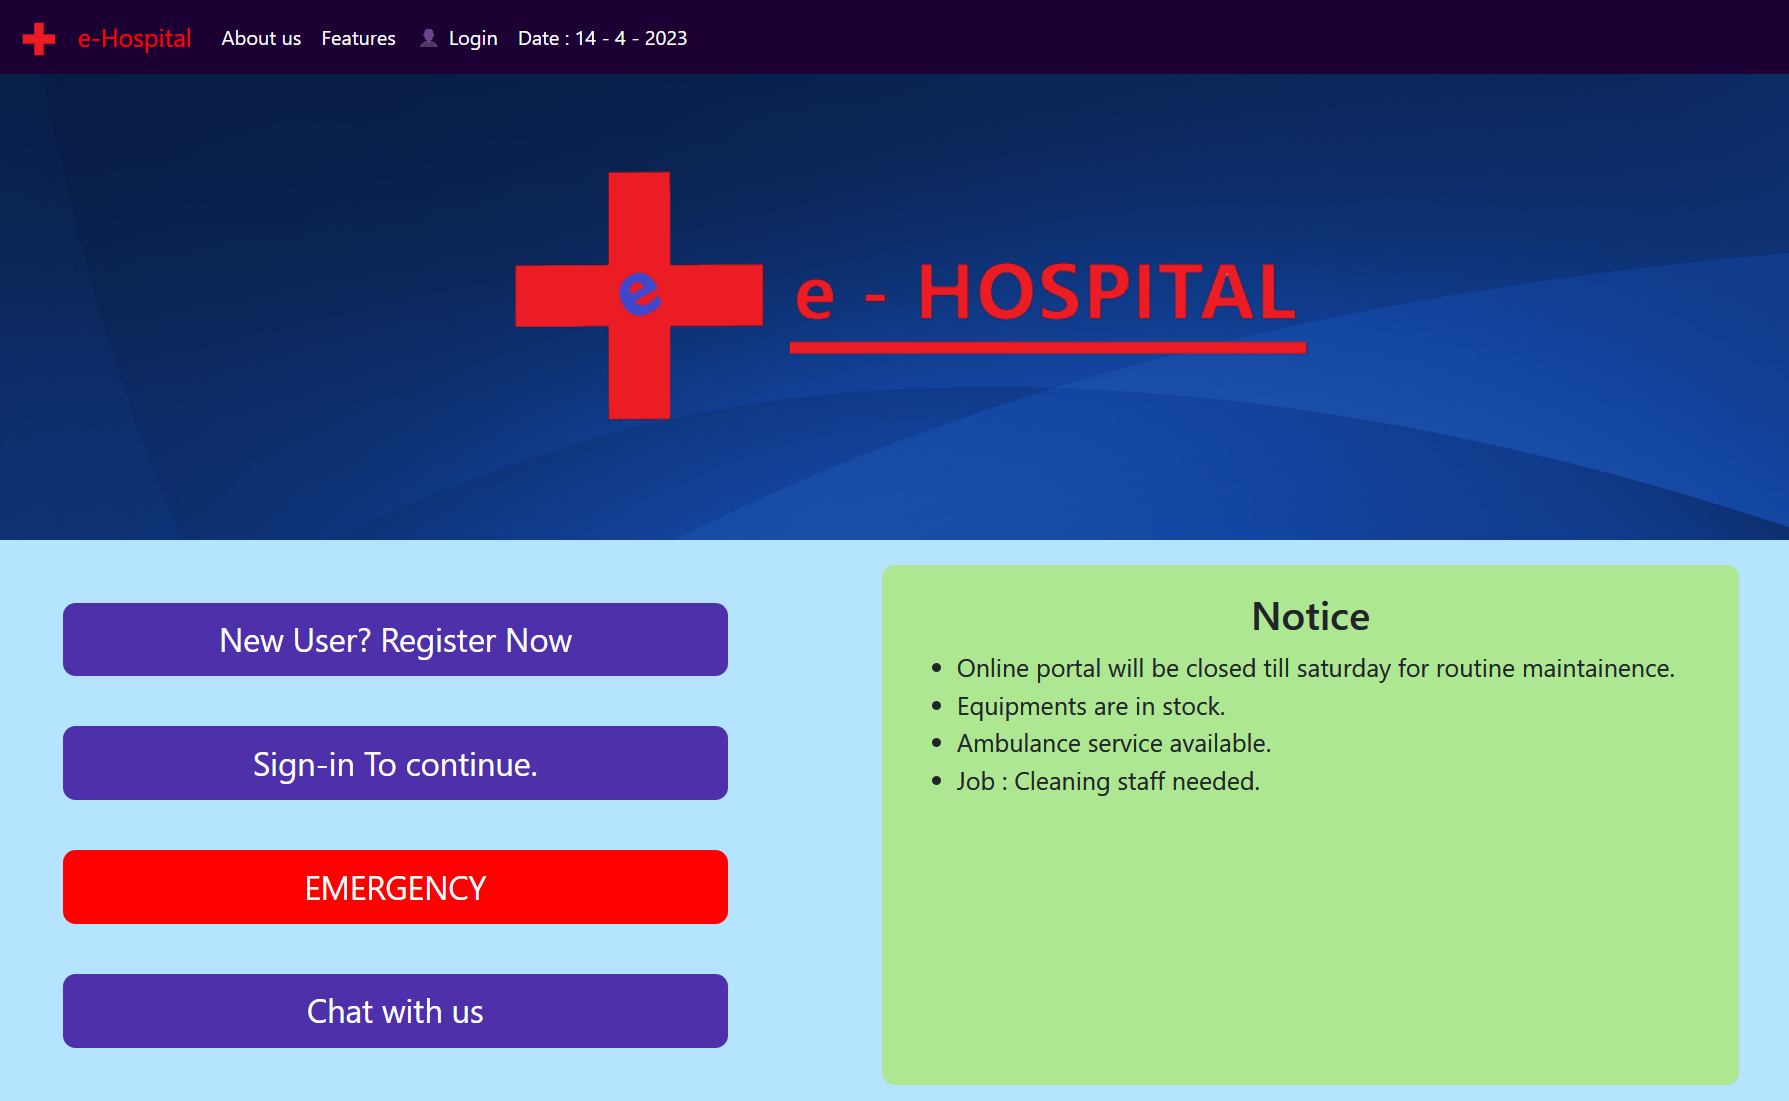 e-Hospital About us Features Login Date : 14 - 4 - 2023
e
e - HOSPITAL
New User? Register Now
Sign-in To continue.
EMERGENCY
Chat with us
Notice
• Online portal will be closed till saturday for routine maintainence.
• Equipments are in stock.
• Ambulance service available.
• Job : Cleaning staff needed.